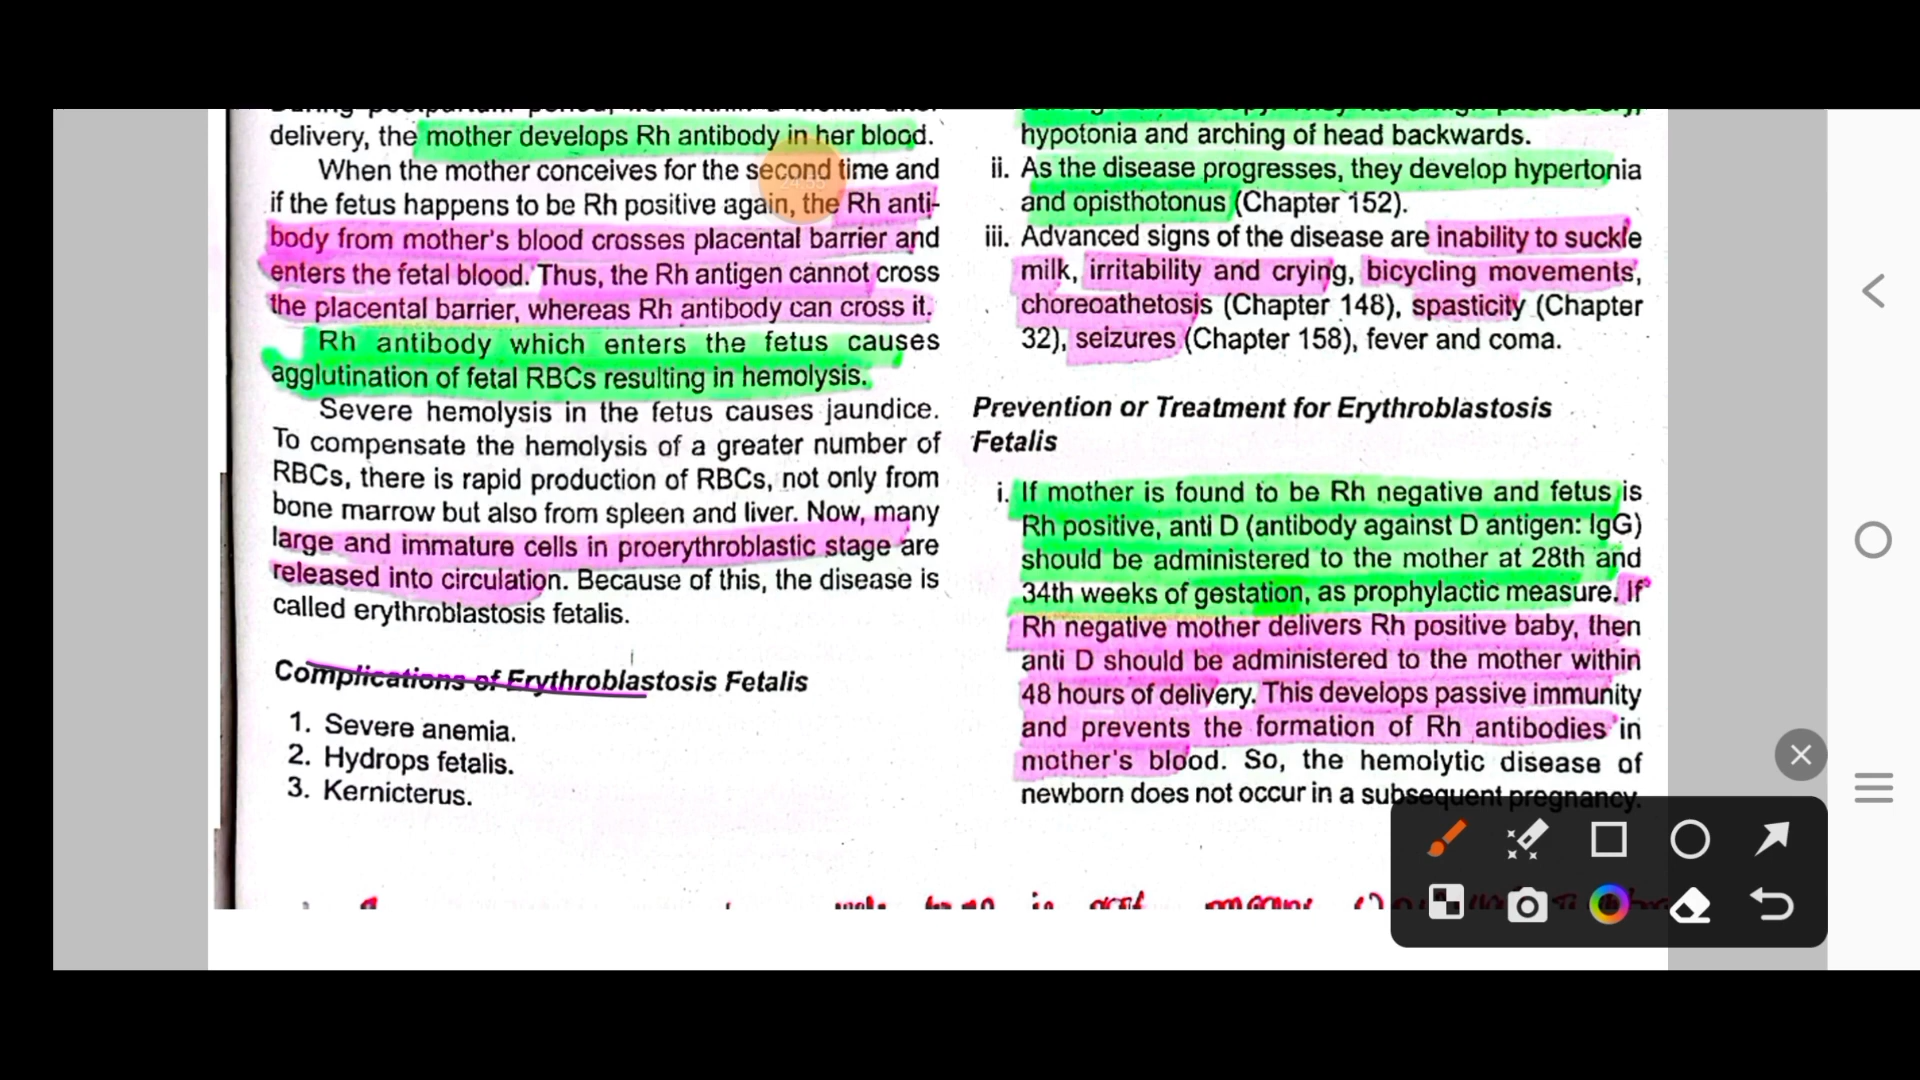 delivery, the mother develops Rh antibody in her blood.
When the mother conceives for the second time and
if the fetus happens to be Rh positive again, the Rh anti-
body from mother's blood crosses placental barrier and
enters the fetal blood. Thus, the Rh antigen cannot cross
the placental barrier, whereas Rh antibody can cross it.
Rh antibody which enters the fetus causes
agglutination of fetal RBCs resulting in hemolysis.
Severe hemolysis in the fetus causes jaundice.
To compensate the hemolysis of a greater number of
RBCs, there is rapid production of RBCs, not only from
bone marrow but also from spleen and liver. Now, many
large and immature cells in proerythroblastic stage are
released into circulation. Because of this, the disease is
called erythroblastosis fetalis.
Complications of Erythroblastosis Fetalis
1. Severe anemia.
2. Hydrops fetalis.
3. Kernicterus.
hypotonia and arching of head backwards.
ii. As the disease progresses, they develop hypertonia
and opisthotonus (Chapter 152).
iii. Advanced signs of the disease are inability to suckle
milk, irritability and crying, bicycling movements,
choreoathetosis (Chapter 148), spasticity (Chapter
32), seizures (Chapter 158), fever and coma.
Prevention or Treatment for Erythroblastosis
Fetalis
i. If mother is found to be Rh negative and fetus is
Rh positive, anti D (antibody against D antigen: IgG)
should be administered to the mother at 28th and
34th weeks of gestation, as prophylactic measure. If
Rh negative mother delivers Rh positive baby, then
anti D should be administered to the mother within
48 hours of delivery. This develops passive immunity
and prevents the formation of Rh antibodies in
mother's blood. So, the hemolytic disease of
newborn does not occur in a subsequent pregnancy.